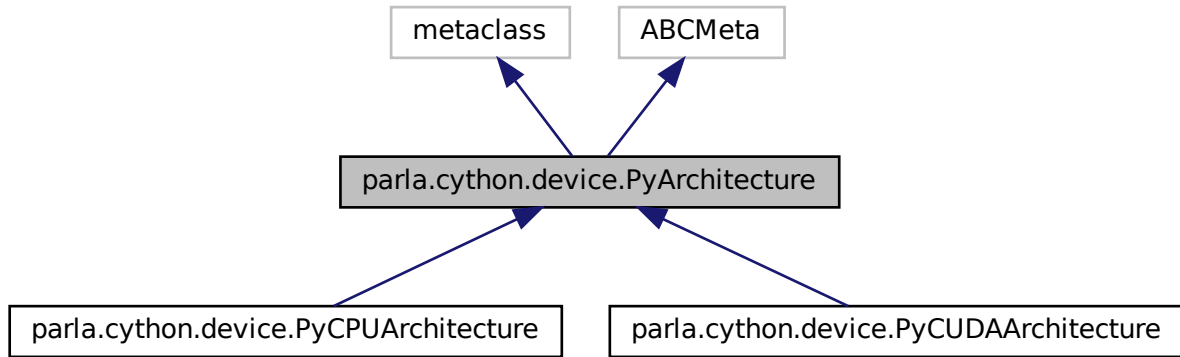 metaclass
ABCMeta
parla.cython.device.PyArchitecture
parla.cython.device.PyCPUArchitecture
parla.cython.device.PyCUDAArchitecture